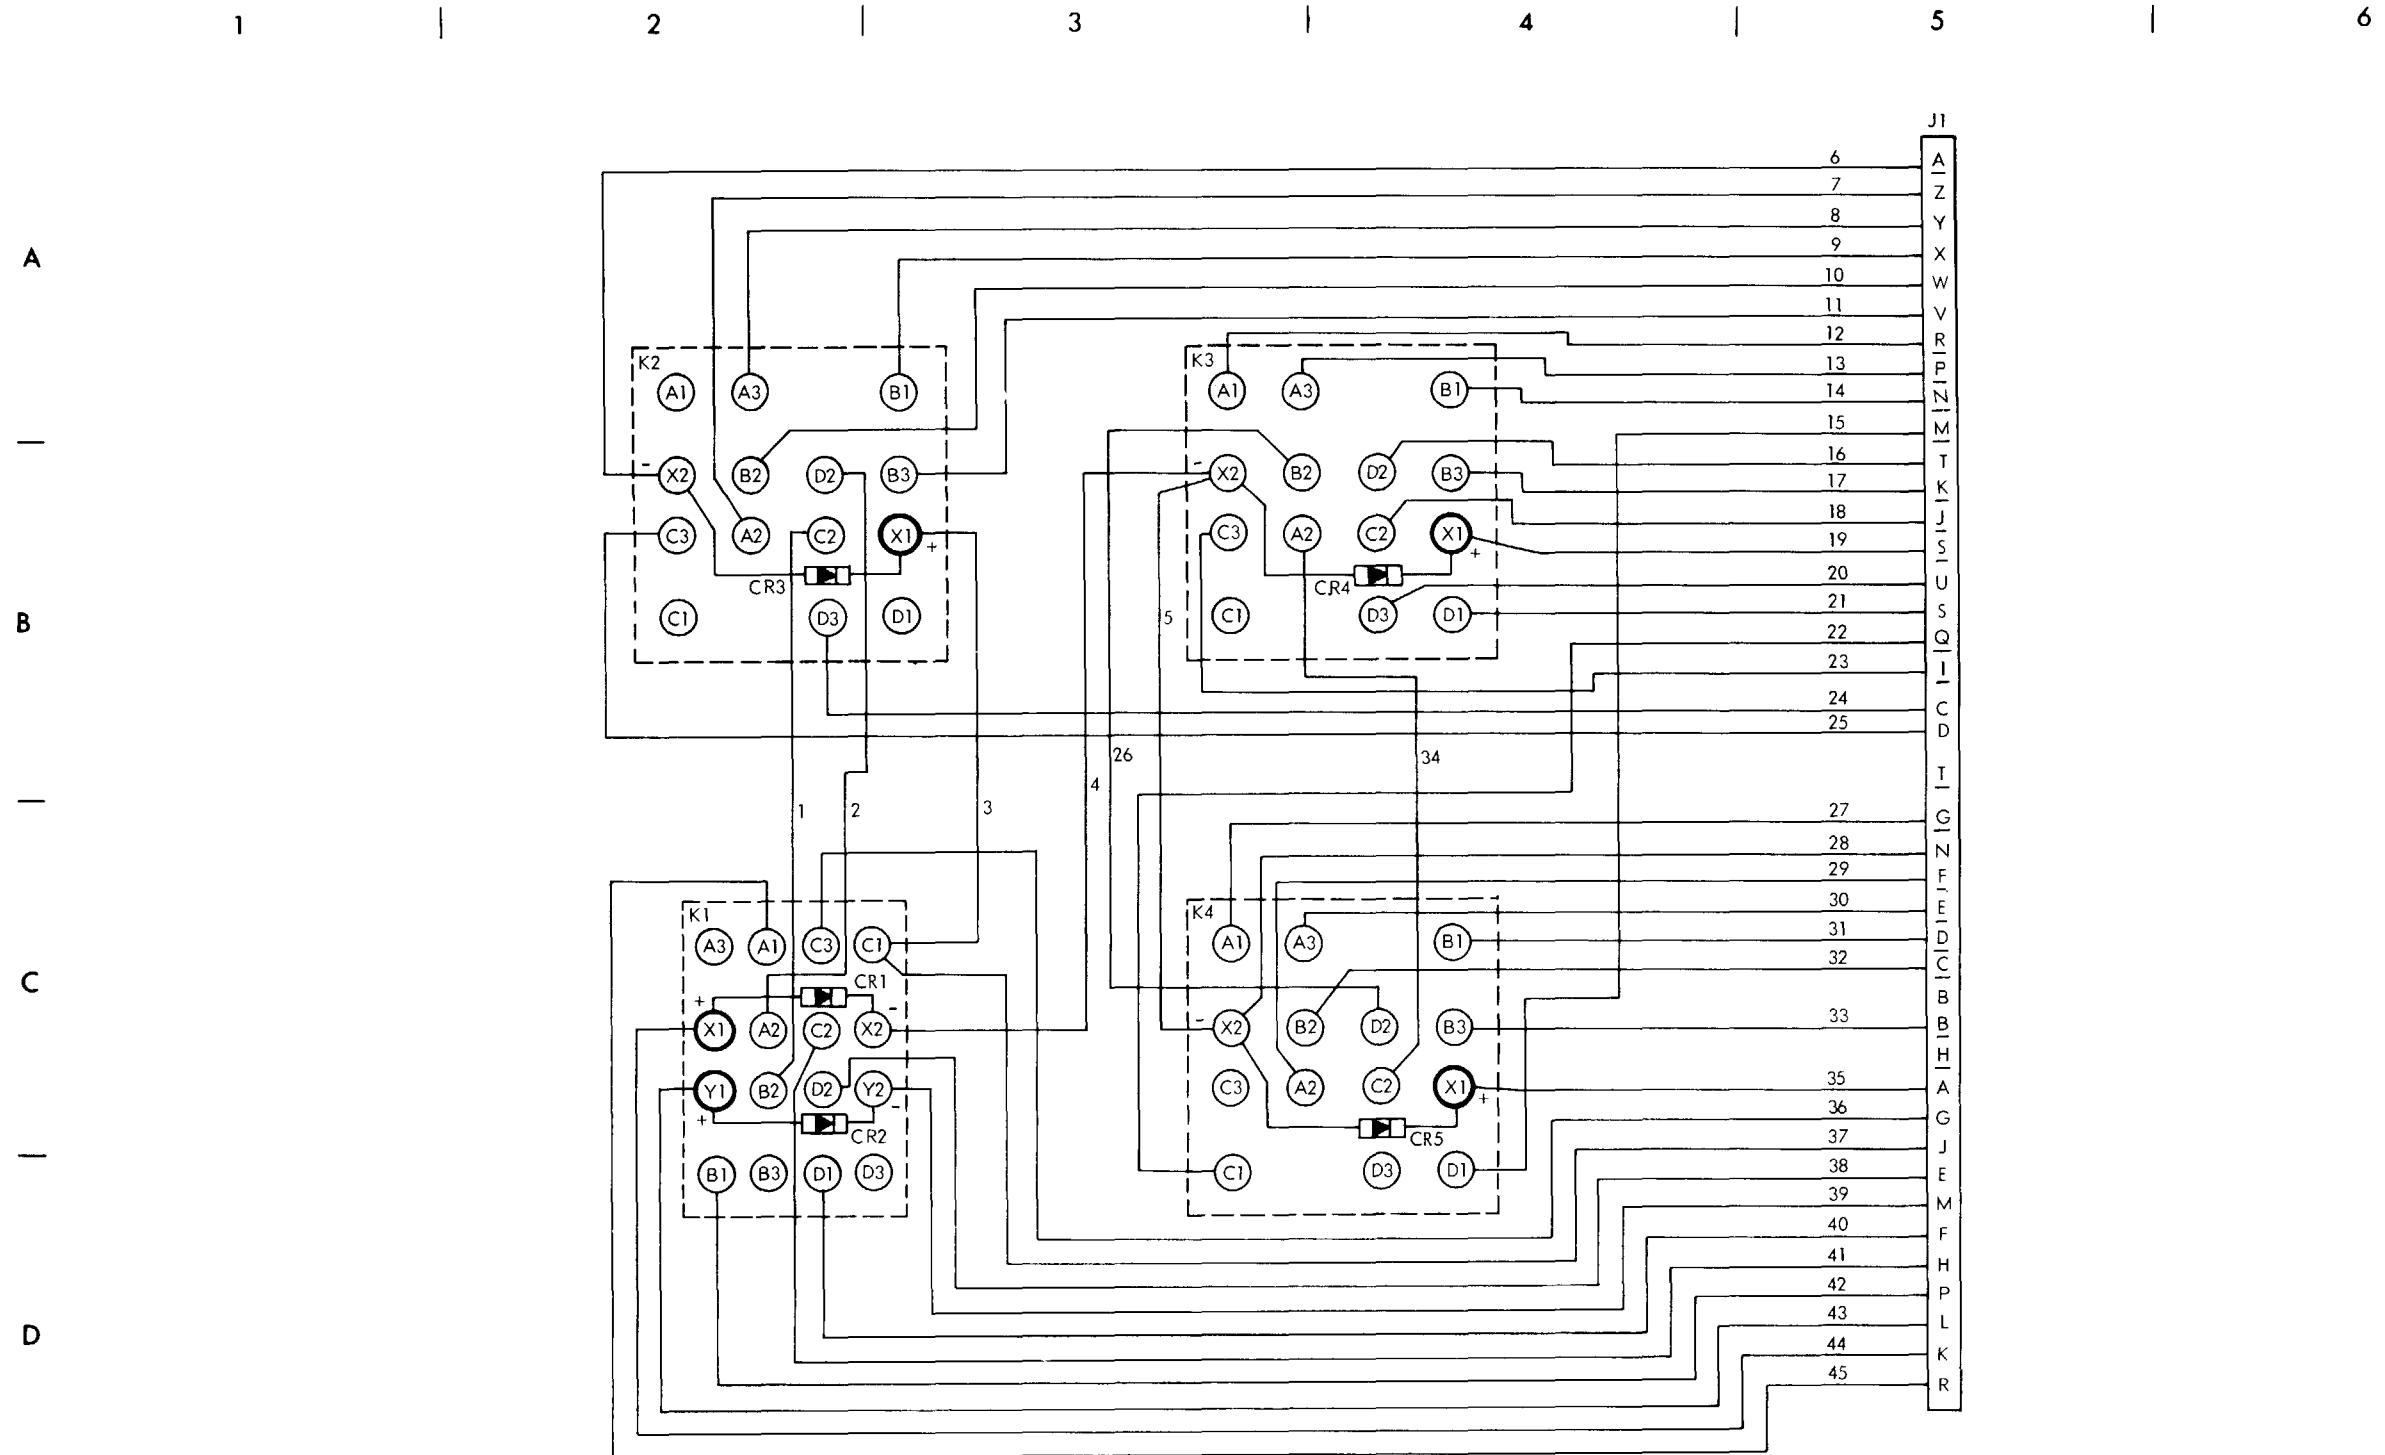 1 2 3 4 5 6
J1
6 A
7 Z
8 Y
A
9 X
10 W
11 V
12 R
K2 K3
13 P
A1 A3 B1 A1 A3 B1
14 N
15 M
- X2 B2 D2 B3 - X2 B2 D2 B3
16 T
17 K
18 J
C3 A2 C2 X1 + C3 A2 C2 X1 +
19 S
CR3 CR4
20 U
C1 D3 D1 5 C1 D3 D1
B
21 S
22 Q
23 I
24 C
25 D
26 34
4
T
1 2 3
27 G
28 N
29 F
K1 K4
30 E
A3 A1 C3 C1 A1 A3 B1
31 D
32 C
C
CR1
+ -
B
X1 A2 C2 X2 - X2 B2 D2 B3
33 B
H
Y1 B2 D2 Y2 C3 A2 C2 X1 +
35 A
+ -
36 G
CR2 CR5
37 J
B1 B3 D1 D3 C1 D3 D1
38 E
39 M
40 F
41 H
42 P
D
43 L
44 K
45 R